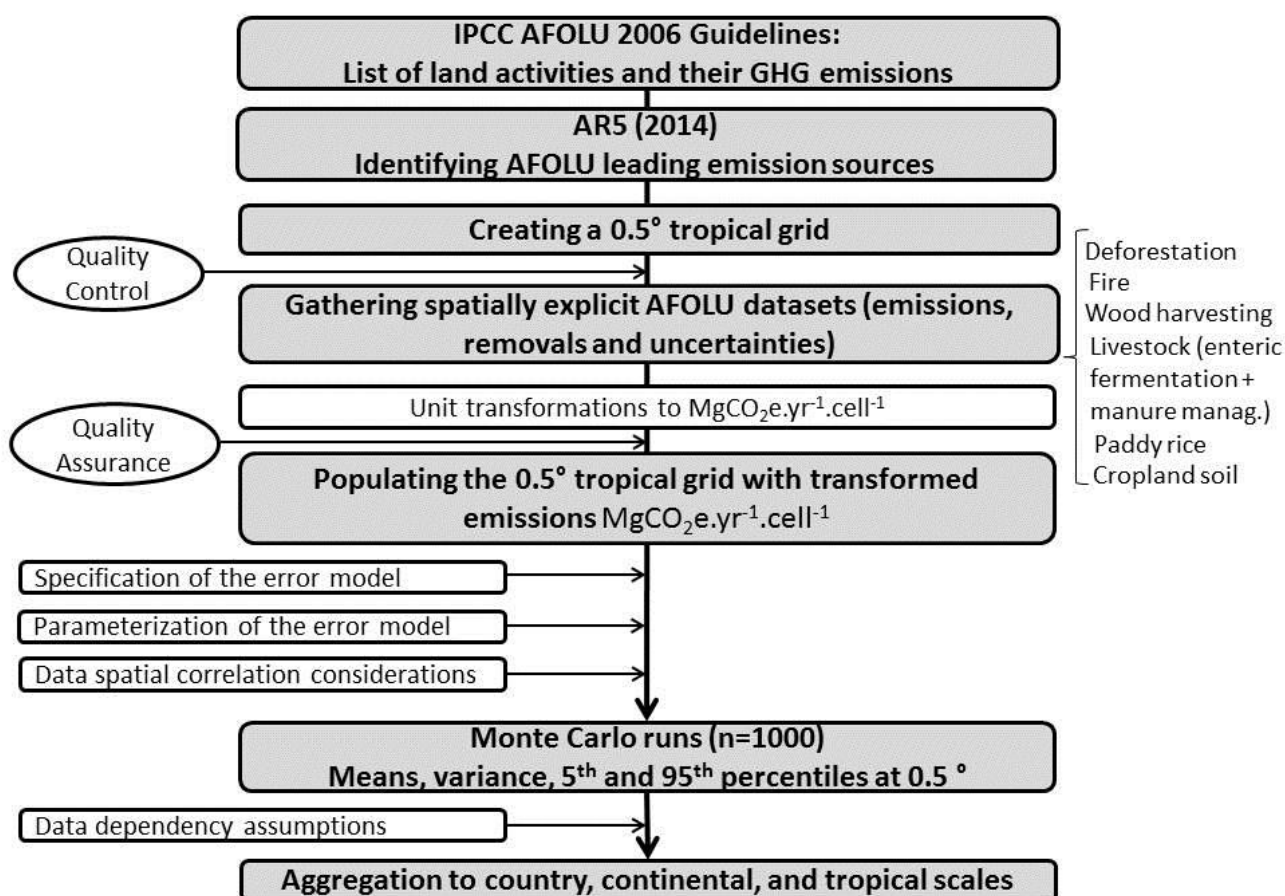 IPCC AFOLU 2006 Guidelines:
List of land activities and their GHG emissions
AR5 (2014)
Identifying AFOLU leading emission sources
Creating a 0.5° tropical grid
Quality
Control
Gathering spatially explicit AFOLU datasets (emissions,
removals and uncertainties)
Deforestation
Fire
Wood harvesting
Livestock (enteric
fermentation +
manure manag.)
Paddy rice
Cropland soil
Unit transformations to MgCO₂e.yr⁻¹.cell⁻¹
Quality
Assurance
Populating the 0.5° tropical grid with transformed
emissions MgCO₂e.yr⁻¹.cell⁻¹
Specification of the error model
Parameterization of the error model
Data spatial correlation considerations
Monte Carlo runs (n=1000)
Means, variance, 5ᵗʰ and 95ᵗʰ percentiles at 0.5 °
Data dependency assumptions
Aggregation to country, continental, and tropical scales